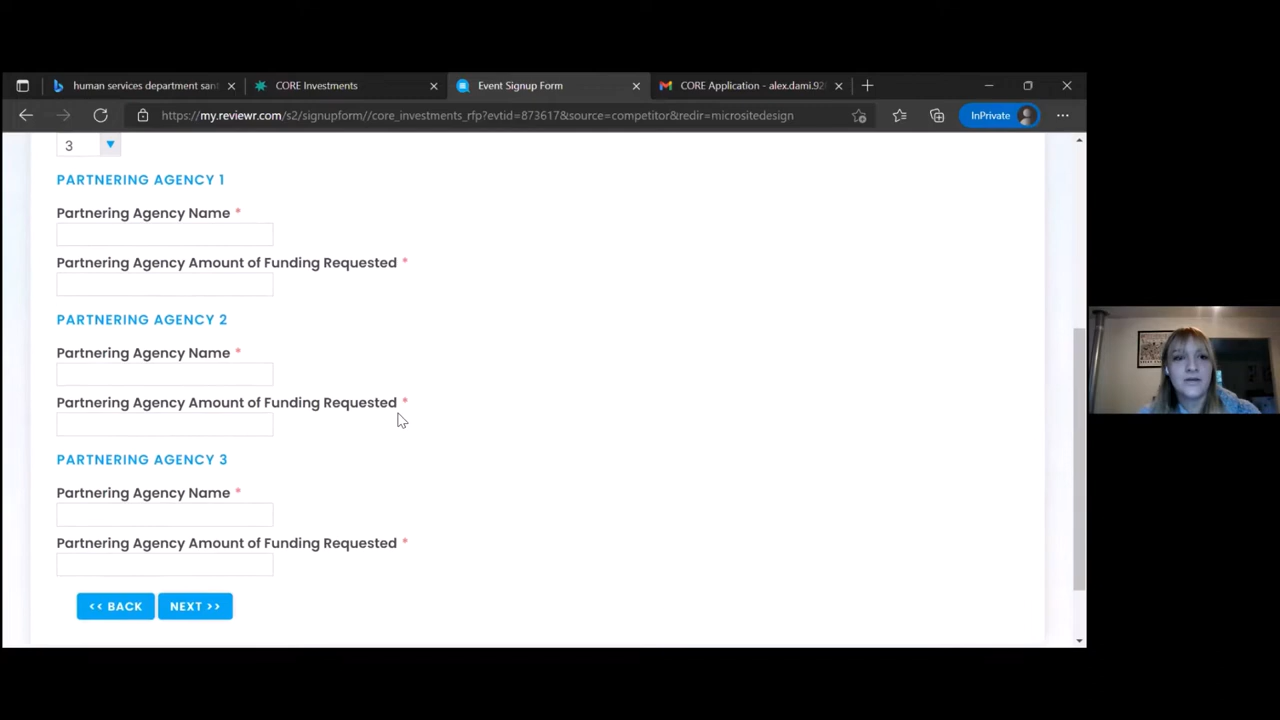 human services department sant
CORE Investments
Event Signup Form
CORE Application - alex.dami.92
https://my.reviewr.com/s2/signupform//core_investments_rfp?evtid=873617&source=competitor&redir=micrositedesign
InPrivate
3
PARTNERING AGENCY 1
Partnering Agency Name *
Partnering Agency Amount of Funding Requested *
PARTNERING AGENCY 2
Partnering Agency Name *
Partnering Agency Amount of Funding Requested *
PARTNERING AGENCY 3
Partnering Agency Name *
Partnering Agency Amount of Funding Requested *
<< BACK
NEXT >>